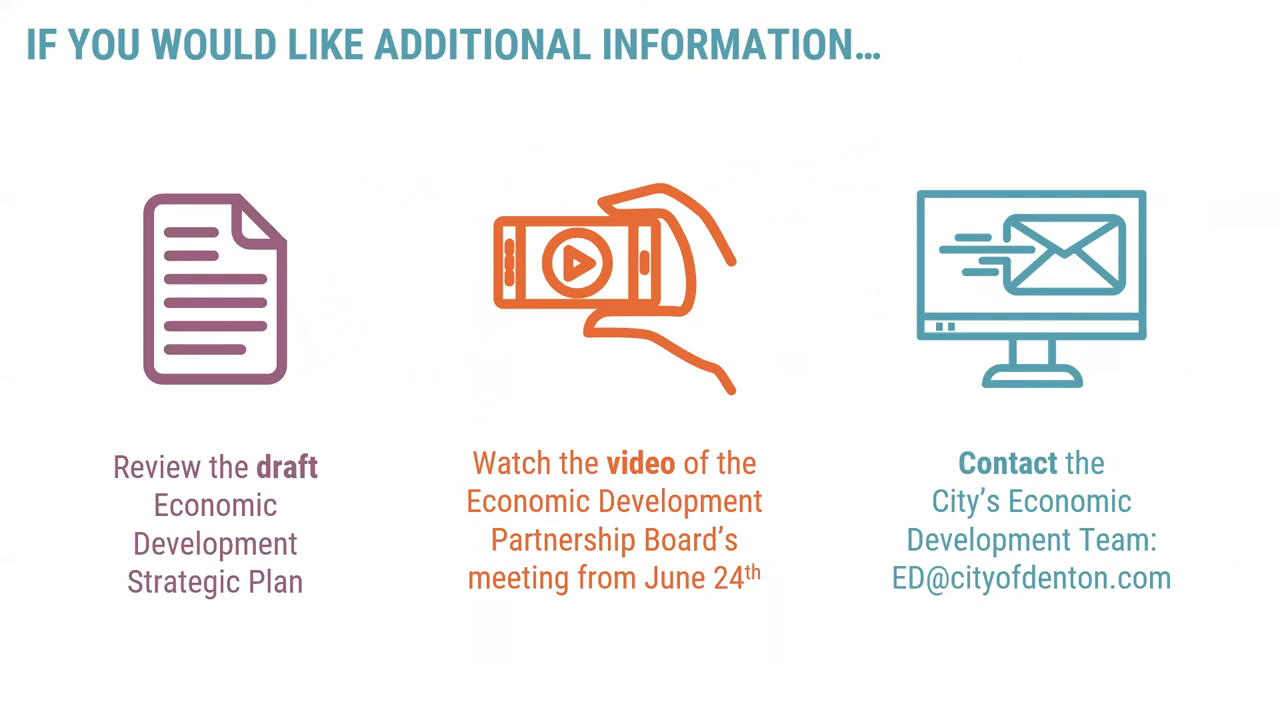 IF YOU WOULD LIKE ADDITIONAL INFORMATION…
Review the draft
Economic
Development
Strategic Plan
Watch the video of the
Economic Development
Partnership Board’s
meeting from June 24th
Contact the
City’s Economic
Development Team:
ED@cityofdenton.com